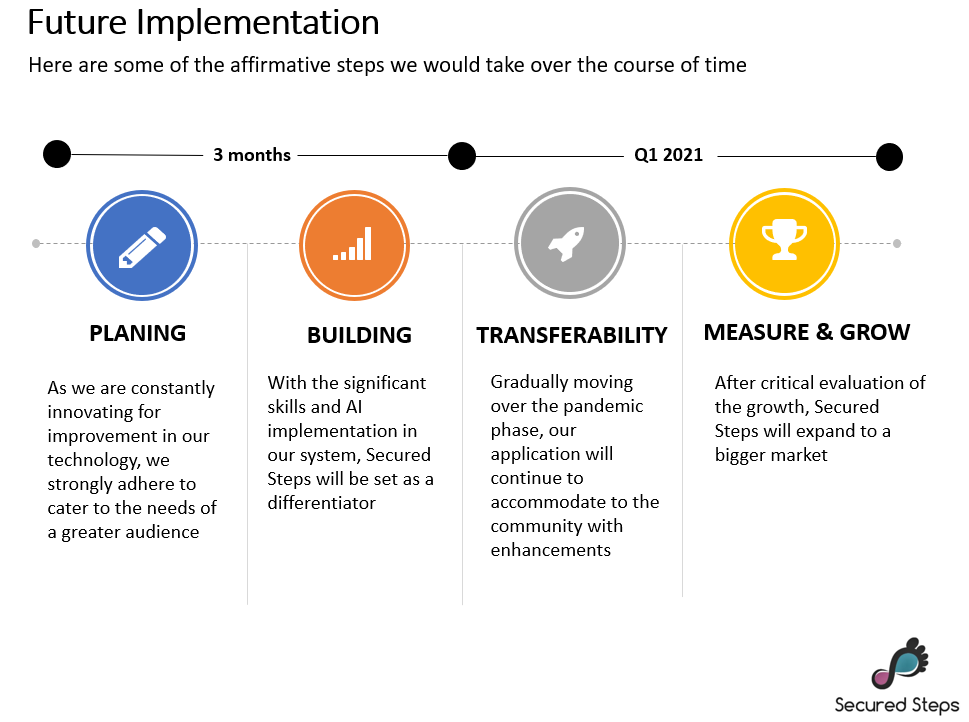 Future Implementation
Here are some of the affirmative steps we would take over the course of time
3 months
Q1 2021
PLANING
As we are constantly
innovating for
improvement in our
technology, we
strongly adhere to
cater to the needs of
a greater audience
BUILDING
With the significant
skills and AI
implementation in
our system, Secured
Steps will be set as a
differentiator
TRANSFERABILITY
Gradually moving
over the pandemic
phase, our
application will
continue to
accommodate to the
community with
enhancements
MEASURE & GROW
After critical evaluation of
the growth, Secured
Steps will expand to a
bigger market
Secured Steps